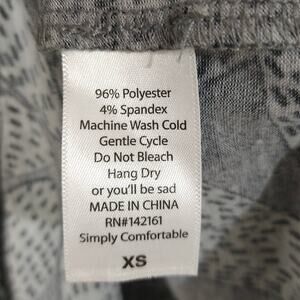 96% Polyester
4% Spandex
Machine Wash Cold
Gentle Cycle
Do Not Bleach
Hang Dry
or you'll be sad
MADE IN CHINA
RN#142161
Simply Comfortable
XS